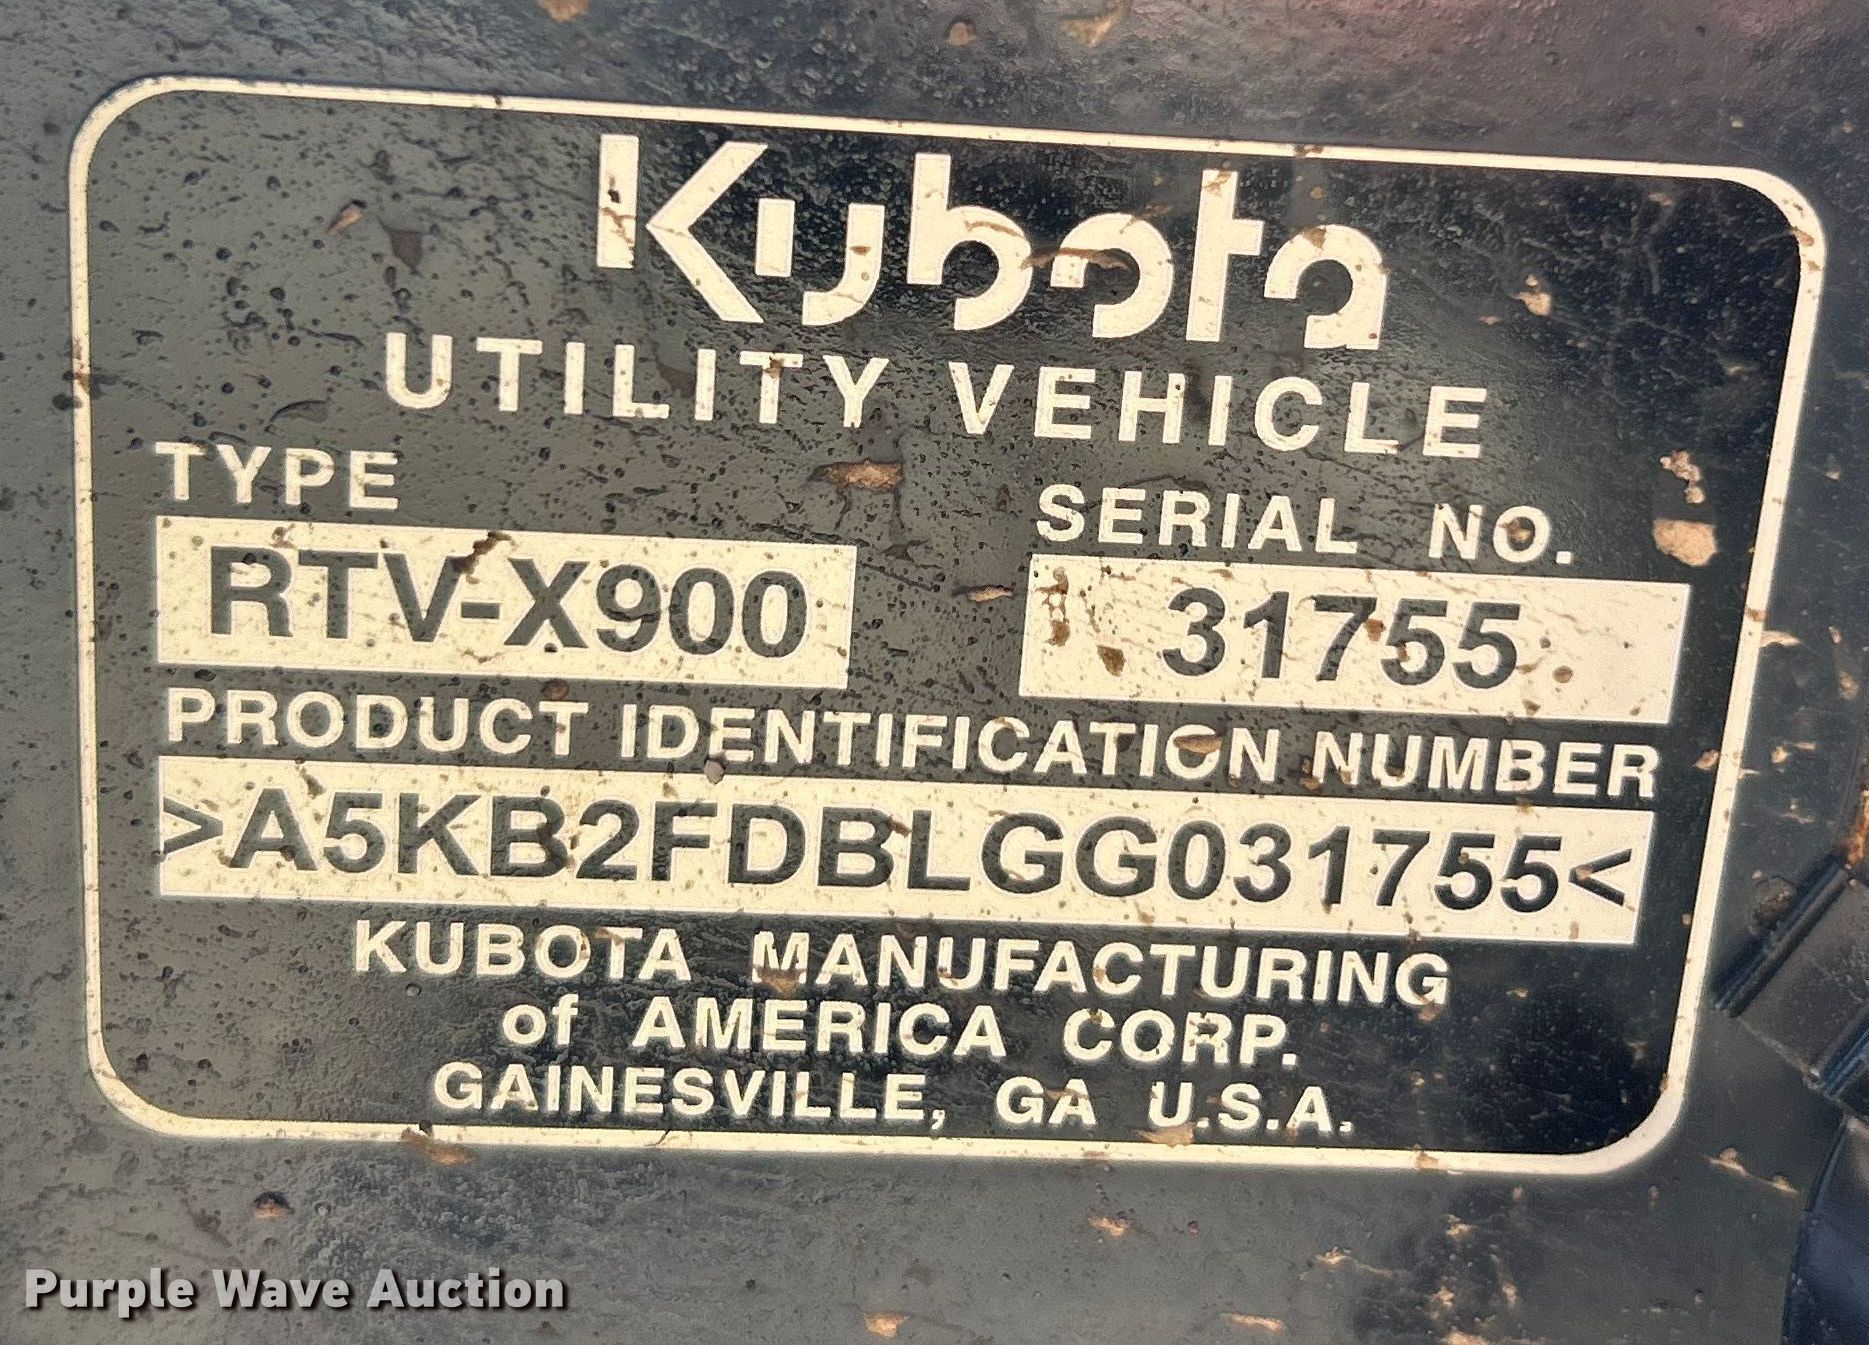 Kubota
UTILITY VEHICLE
TYPE
RTV-X900
SERIAL NO.
31755
PRODUCT IDENTIFICATION NUMBER
>A5KB2FDBLGG031755<
KUBOTA MANUFACTURING
of AMERICA CORP.
GAINESVILLE, GA U.S.A.
Purple Wave Auction